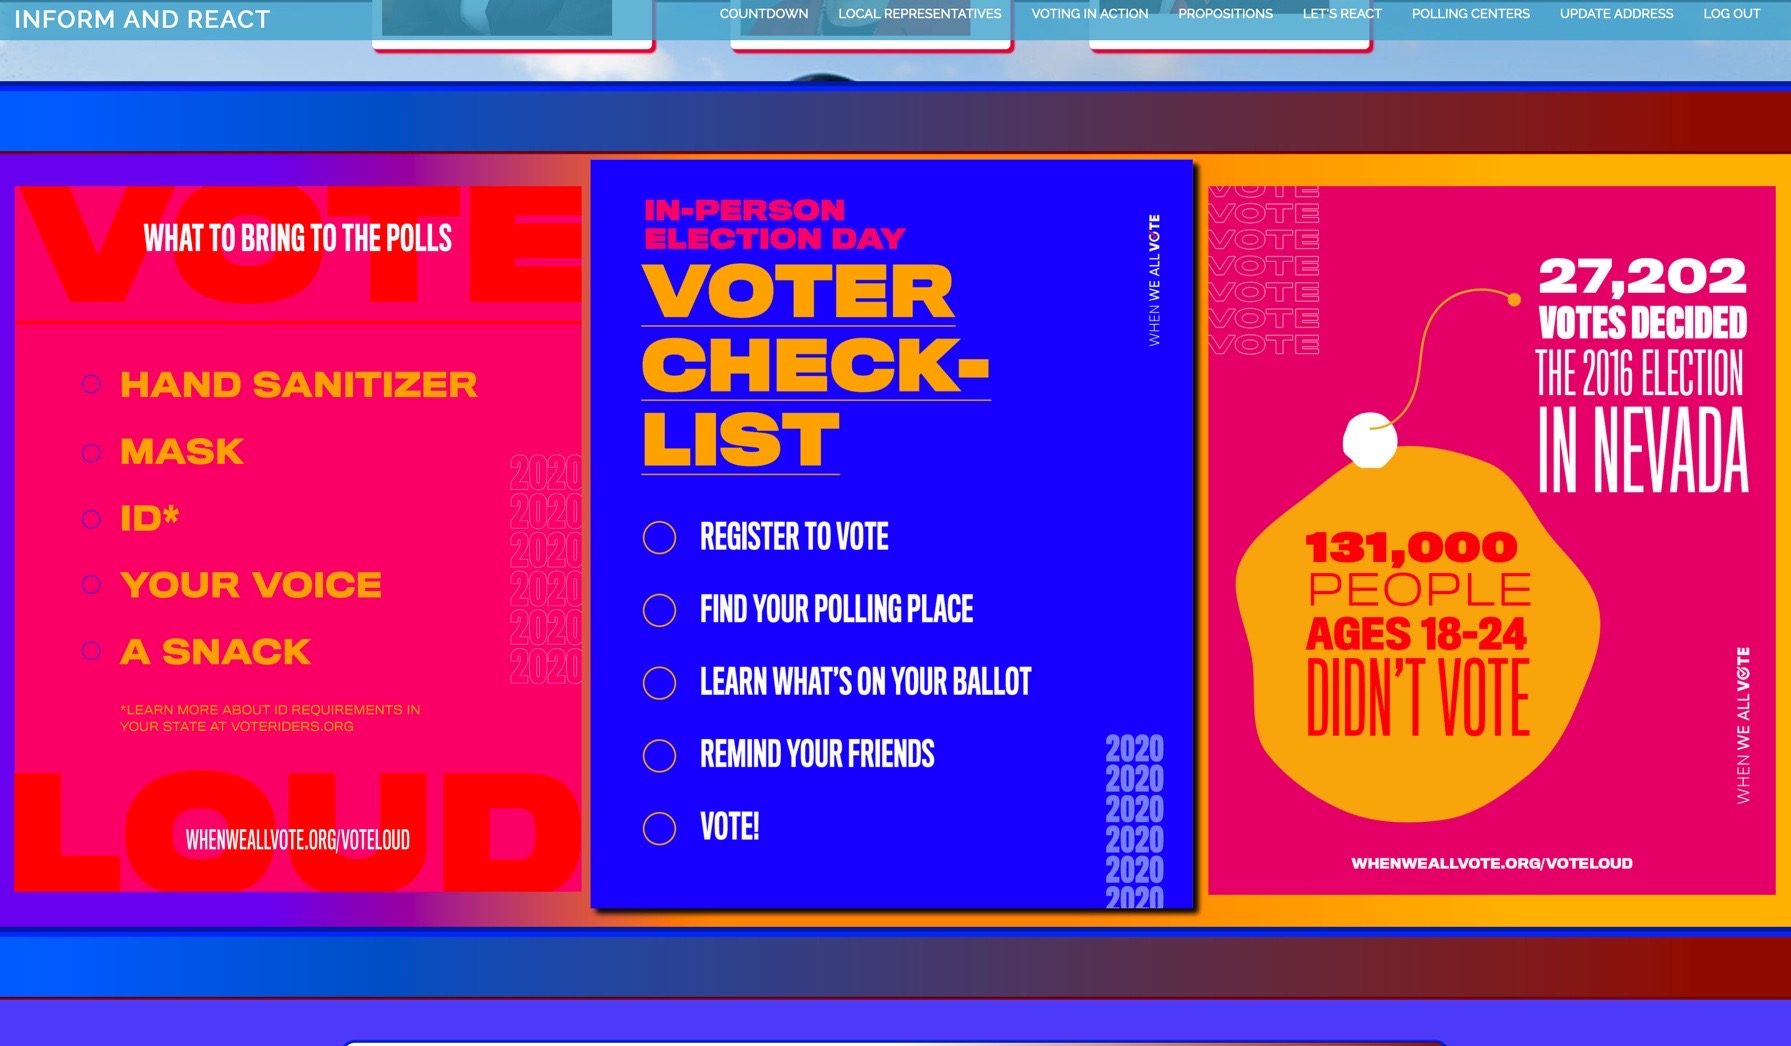 INFORM AND REACT
COUNTDOWN
LOCAL REPRESENTATIVES
VOTING IN ACTION
PROPOSITIONS
LET'S REACT
POLLING CENTERS
UPDATE ADDRESS
LOG OUT
VOTE
WHAT TO BRING TO THE POLLS
HAND SANITIZER
MASK
ID*
YOUR VOICE
A SNACK
2020
2020
2020
2020
2020
2020
*LEARN MORE ABOUT ID REQUIREMENTS IN
YOUR STATE AT VOTERIDERS.ORG
LOUD
WHENWEALLVOTE.ORG/VOTELOUD
IN-PERSON
ELECTION DAY
VOTER
CHECK-
LIST
WHEN WE ALL VOTE
REGISTER TO VOTE
FIND YOUR POLLING PLACE
LEARN WHAT'S ON YOUR BALLOT
REMIND YOUR FRIENDS
VOTE!
2020
2020
2020
2020
2020
2020
VOTE
VOTE
VOTE
VOTE
VOTE
VOTE
VOTE
27,202
VOTES DECIDED
THE 2016 ELECTION
IN NEVADA
131,000
PEOPLE
AGES 18-24
DIDN'T VOTE
WHEN WE ALL VOTE
WHENWEALLVOTE.ORG/VOTELOUD